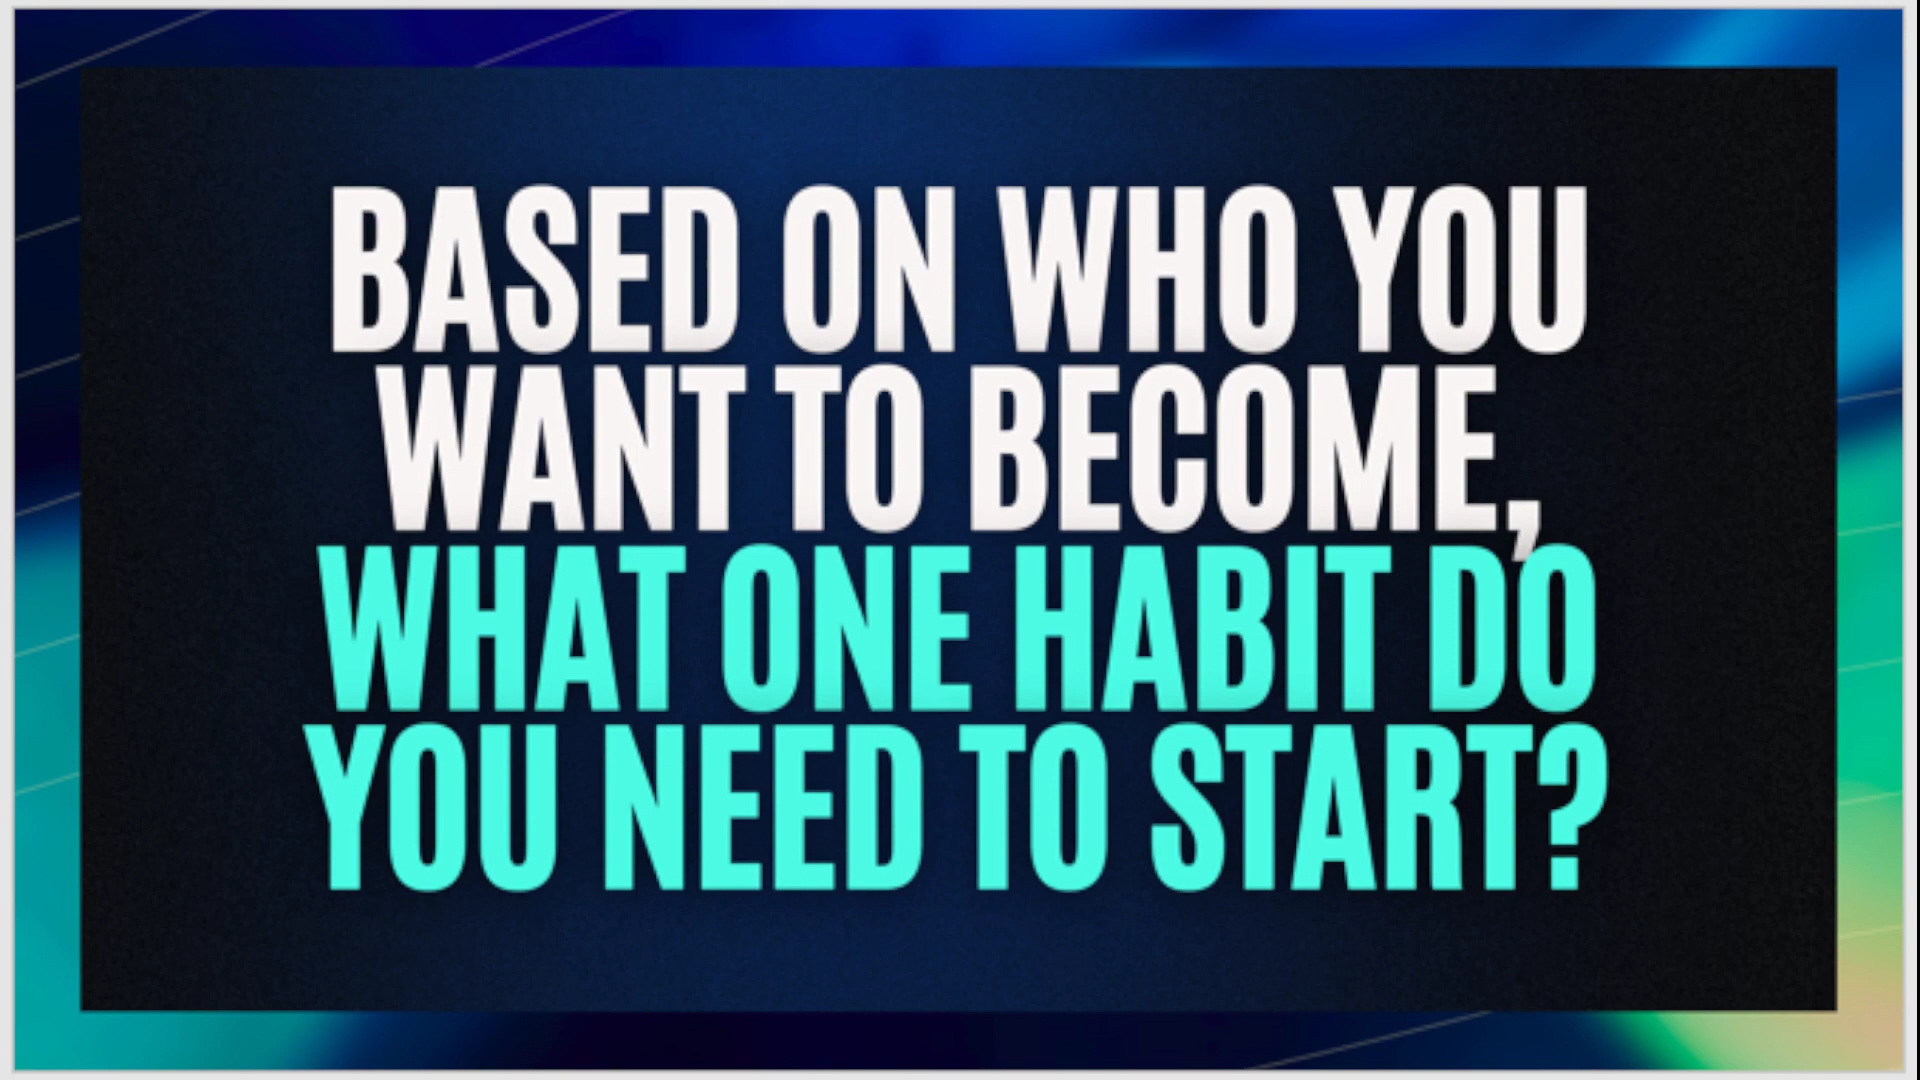 BASED ON WHO YOU
WANT TO BECOME,
WHAT ONE HABIT DO
YOU NEED TO START?